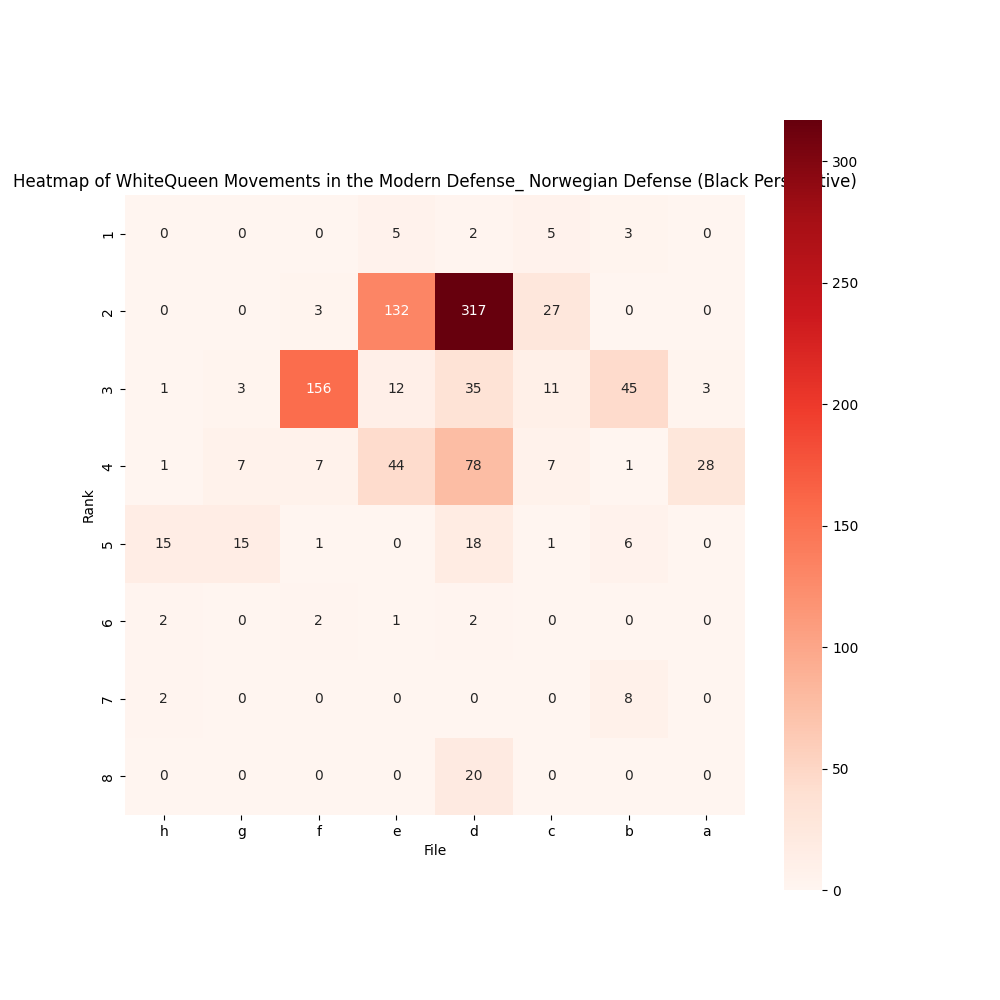 Heatmap of WhiteQueen Movements in the Modern Defense_ Norwegian Defense (Black Pers tive)
Rank
1 0 0 0 5 2 5 3 0
2 0 0 3 132 317 27 0 0
3 1 3 156 12 35 11 45 3
4 1 7 7 44 78 7 1 28
5 15 15 1 0 18 1 6 0
6 2 0 2 1 2 0 0 0
7 2 0 0 0 0 0 8 0
8 0 0 0 0 20 0 0 0
h g f e d c b a
File
300
250
200
150
100
50
0